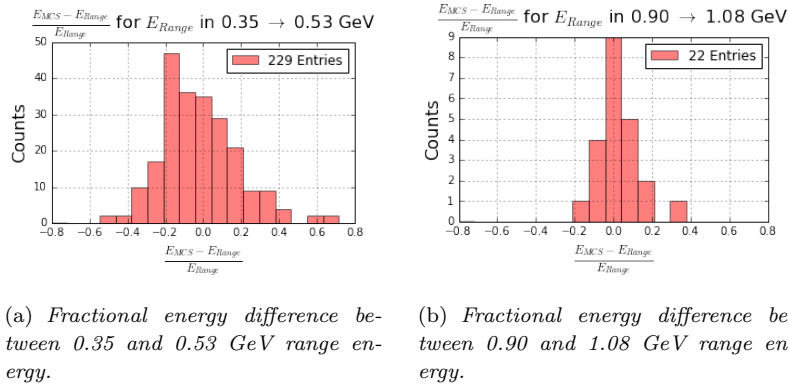 (E_MCS − E_Range)/E_Range for E_Range in 0.35 → 0.53 GeV
50
40
30
20
10
0
Counts
229 Entries
−0.8 −0.6 −0.4 −0.2 0.0 0.2 0.4 0.6 0.8
(E_MCS − E_Range)/E_Range
(a) Fractional energy difference be-
tween 0.35 and 0.53 GeV range en-
ergy.
(E_MCS − E_Range)/E_Range for E_Range in 0.90 → 1.08 GeV
9
8
7
6
5
4
3
2
1
0
Counts
22 Entries
−0.8 −0.6 −0.4 −0.2 0.0 0.2 0.4 0.6 0.8
(E_MCS − E_Range)/E_Range
(b) Fractional energy difference be
tween 0.90 and 1.08 GeV range en
ergy.